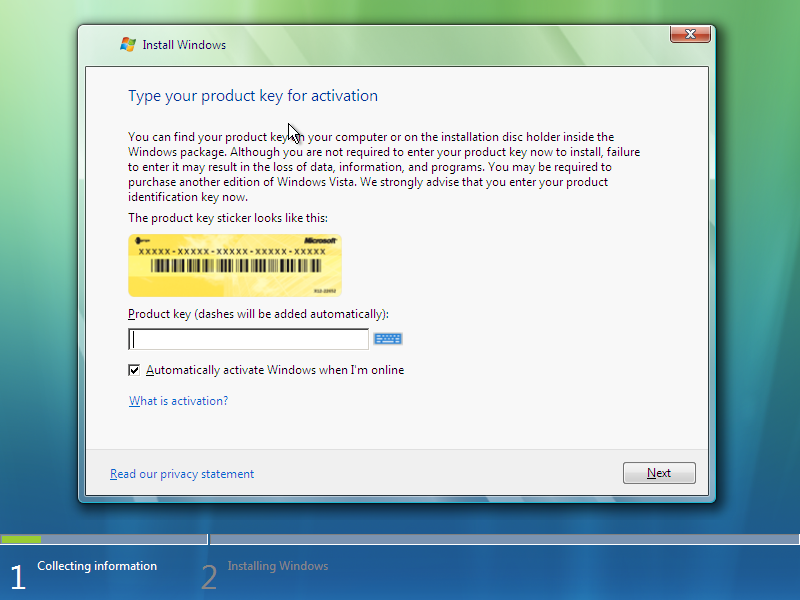 Install Windows
Type your product key for activation
You can find your product key on your computer or on the installation disc holder inside the
Windows package. Although you are not required to enter your product key now to install, failure
to enter it may result in the loss of data, information, and programs. You may be required to
purchase another edition of Windows Vista. We strongly advise that you enter your product
identification key now.
The product key sticker looks like this:
Microsoft
XXXXX-XXXXX-XXXXX-XXXXX-XXXXX
Product key (dashes will be added automatically):
Automatically activate Windows when I'm online
What is activation?
Read our privacy statement
Next
1 Collecting information
2 Installing Windows